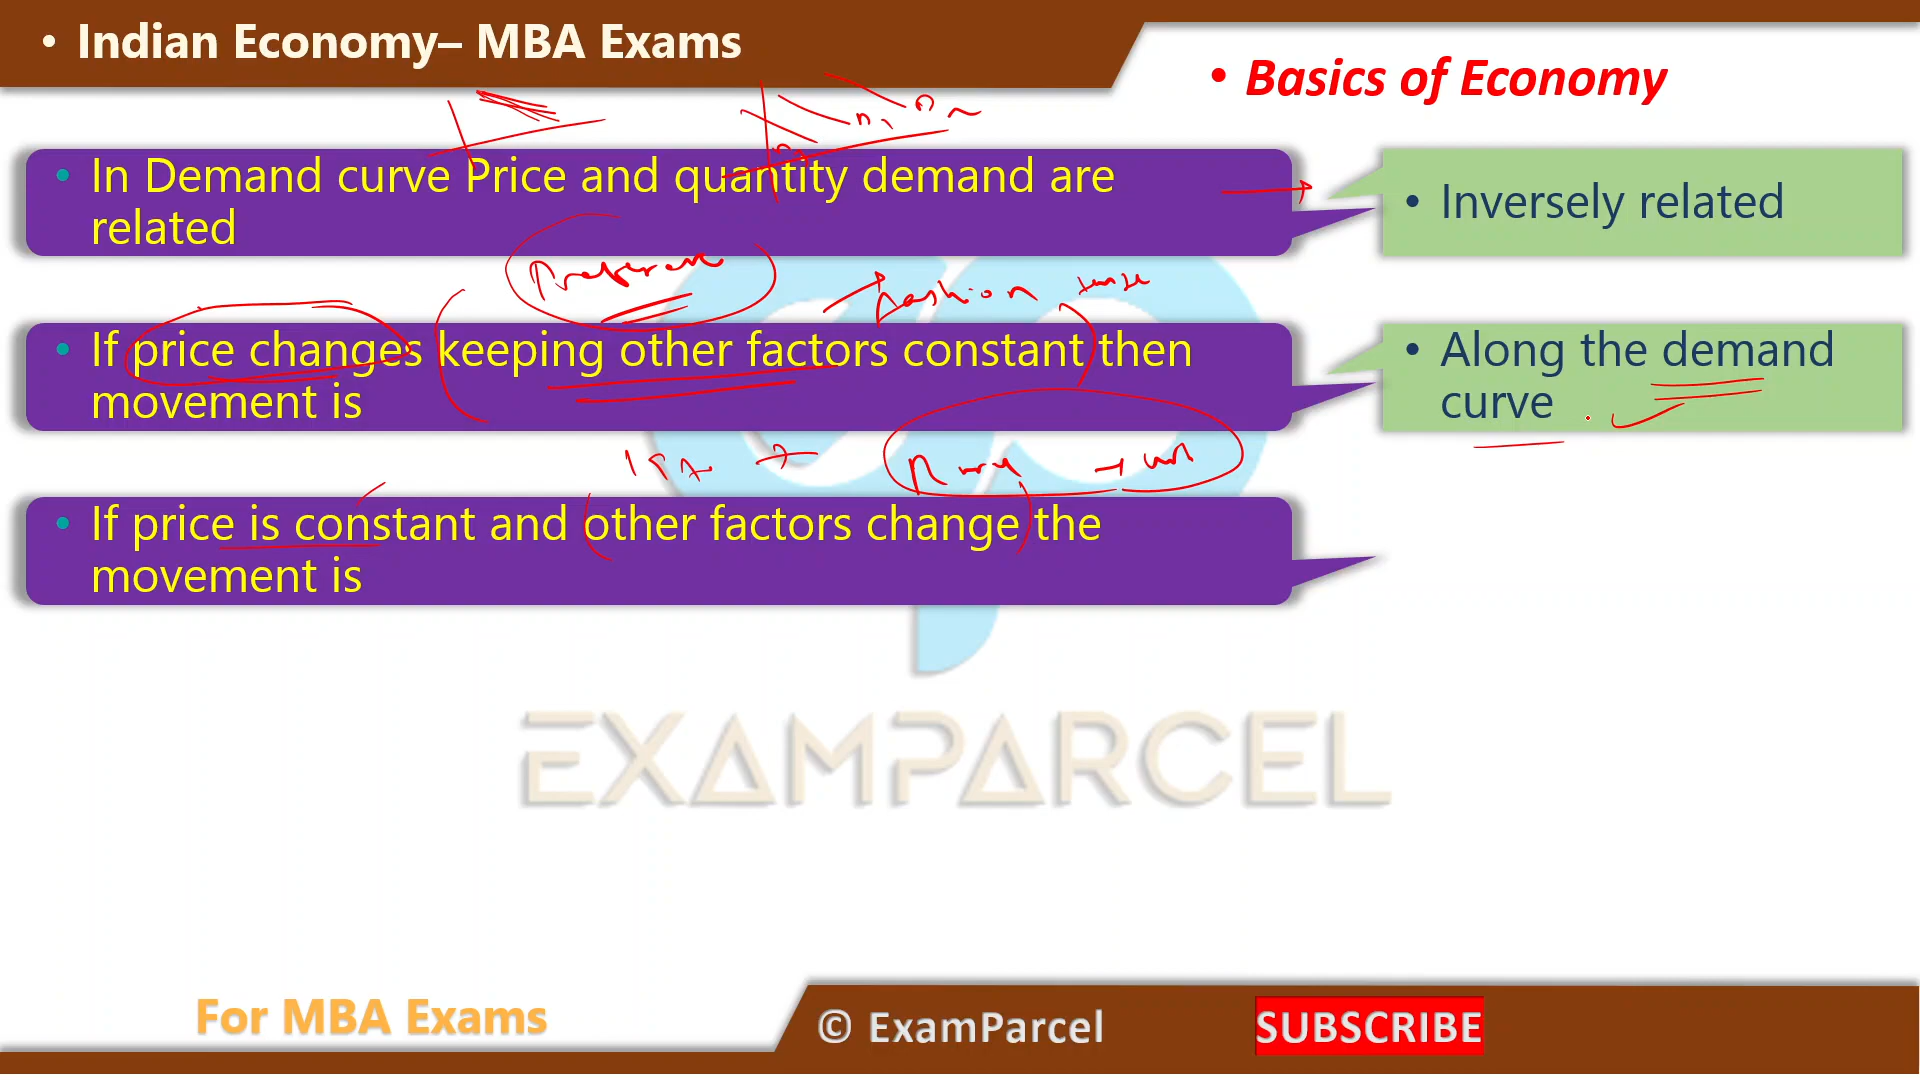 • Indian Economy– MBA Exams
• Basics of Economy
• In Demand curve Price and quantity demand are
related
• Inversely related
Preference
fashion
• If price changes keeping other factors constant then
movement is
• Along the demand
curve
• If price is constant and other factors change the
movement is
EXAMPARCEL
For MBA Exams
© ExamParcel
SUBSCRIBE